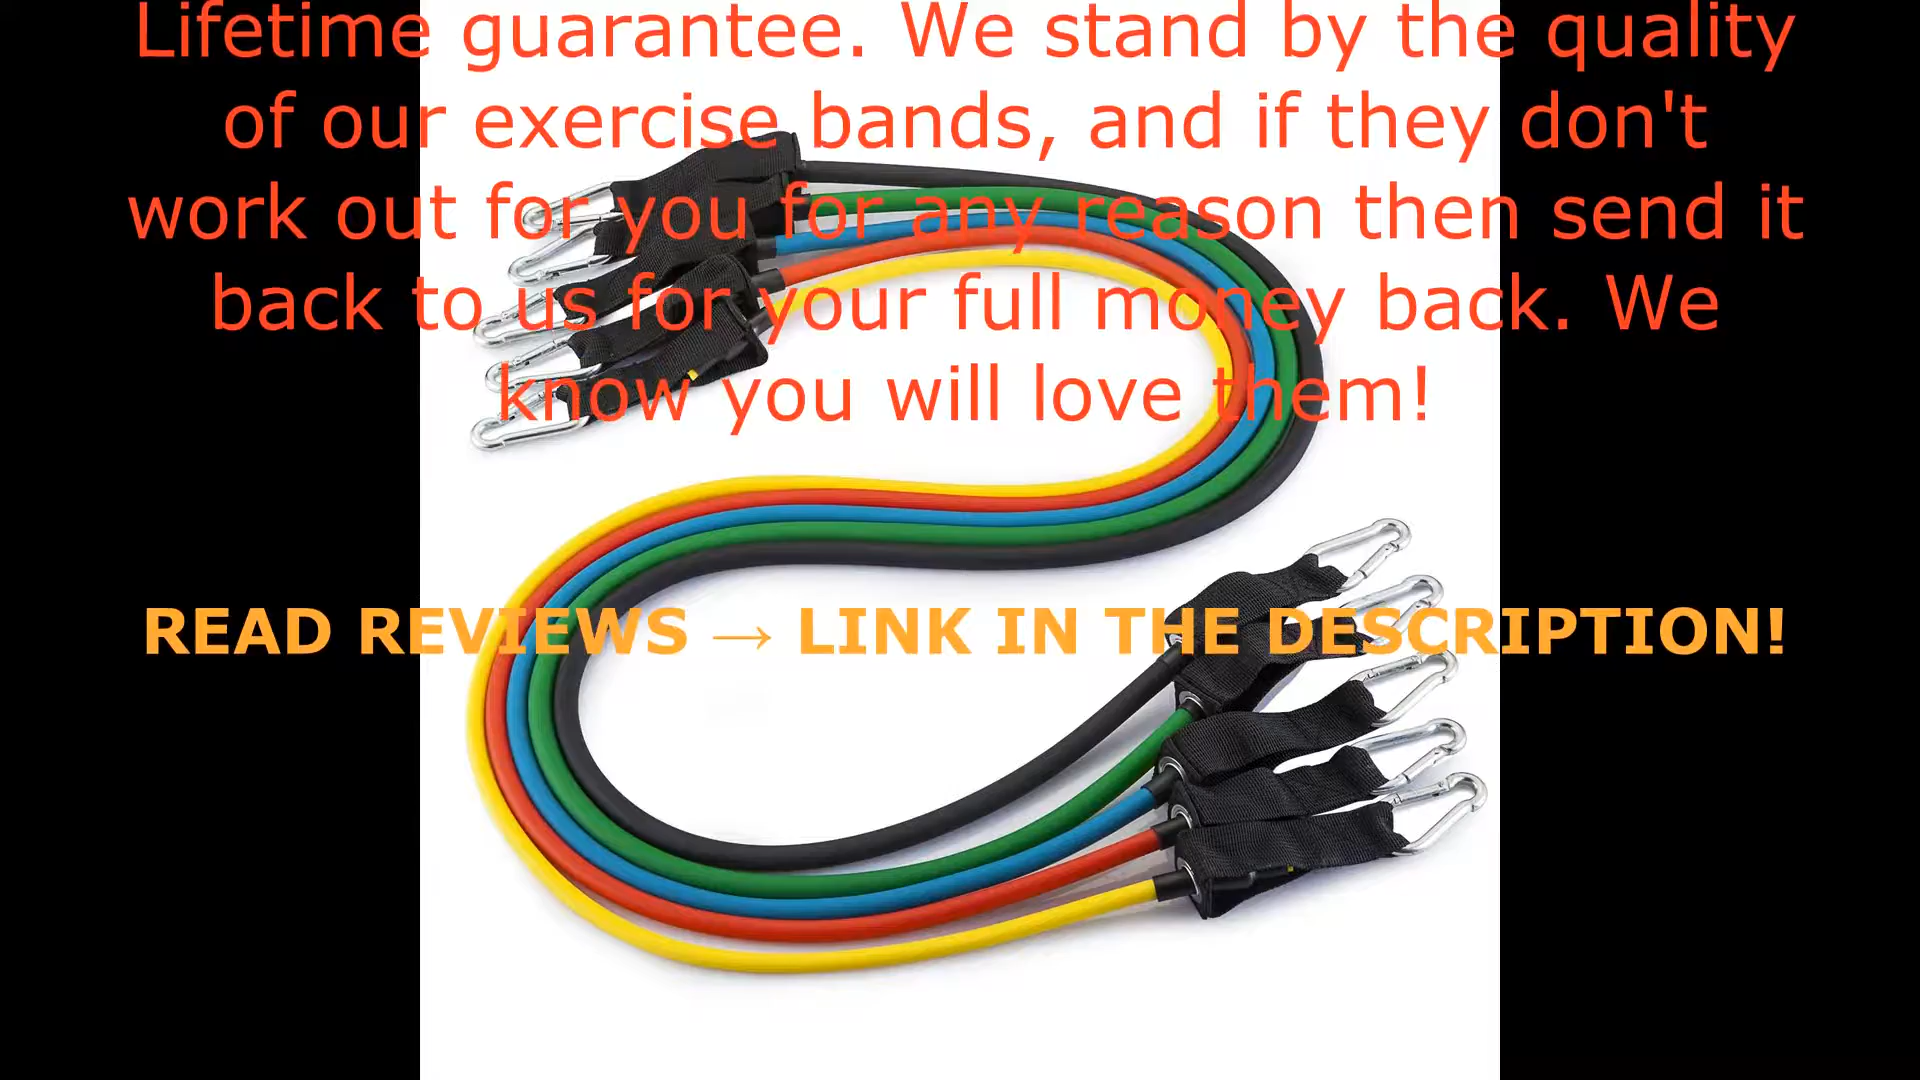 Lifetime guarantee. We stand by the quality
of our exercise bands, and if they don't
work out for you for any reason then send it
back to us for your full money back. We
know you will love them!
READ REVIEWS → LINK IN THE DESCRIPTION!